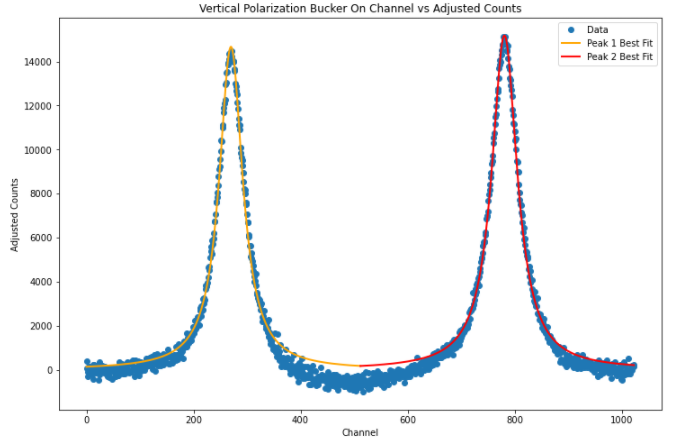 Vertical Polarization Bucker On Channel vs Adjusted Counts
Data
Peak 1 Best Fit
Peak 2 Best Fit
Adjusted Counts
14000
12000
10000
8000
6000
4000
2000
0
0 200 400 600 800 1000
Channel